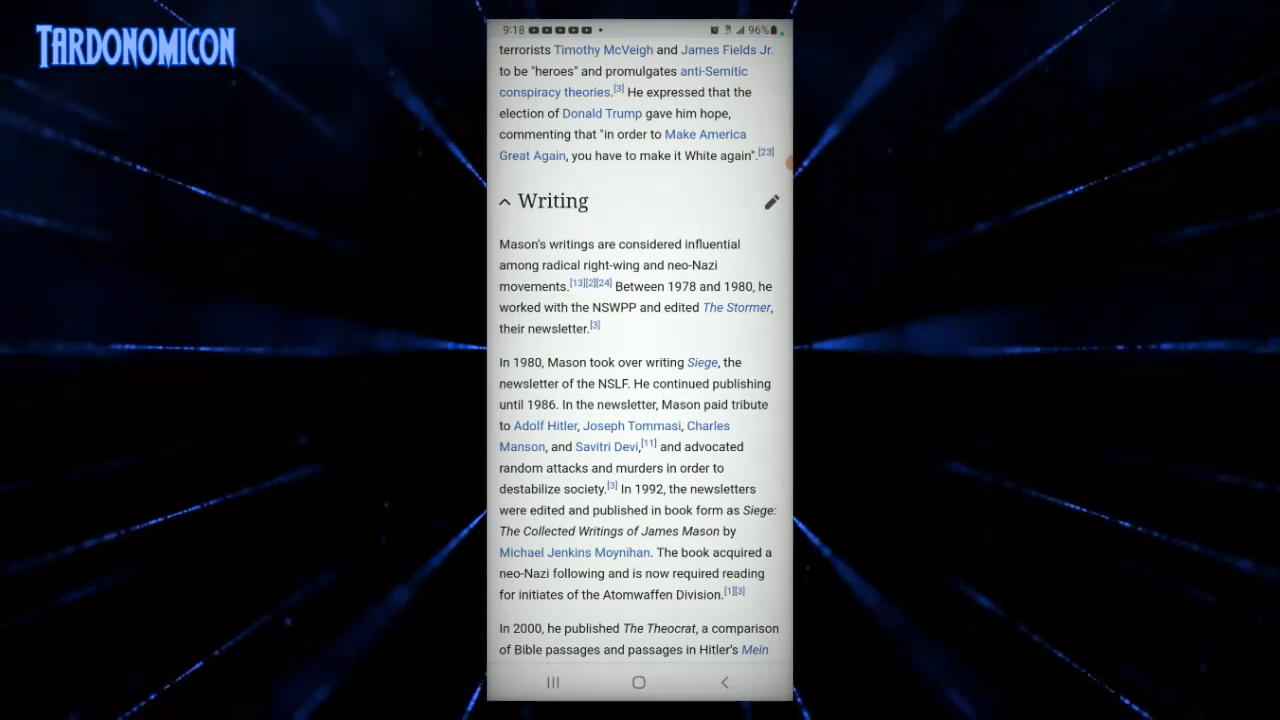 TARDONOMICON
9:18
96%
terrorists Timothy McVeigh and James Fields Jr.
to be "heroes" and promulgates anti-Semitic
conspiracy theories.[3] He expressed that the
election of Donald Trump gave him hope,
commenting that "in order to Make America
Great Again, you have to make it White again".[23]
Writing
Mason's writings are considered influential
among radical right-wing and neo-Nazi
movements.[13][2][24] Between 1978 and 1980, he
worked with the NSWPP and edited The Stormer,
their newsletter.[3]
In 1980, Mason took over writing Siege, the
newsletter of the NSLF. He continued publishing
until 1986. In the newsletter, Mason paid tribute
to Adolf Hitler, Joseph Tommasi, Charles
Manson, and Savitri Devi,[11] and advocated
random attacks and murders in order to
destabilize society.[3] In 1992, the newsletters
were edited and published in book form as Siege:
The Collected Writings of James Mason by
Michael Jenkins Moynihan. The book acquired a
neo-Nazi following and is now required reading
for initiates of the Atomwaffen Division.[1][3]
In 2000, he published The Theocrat, a comparison
of Bible passages and passages in Hitler's Mein